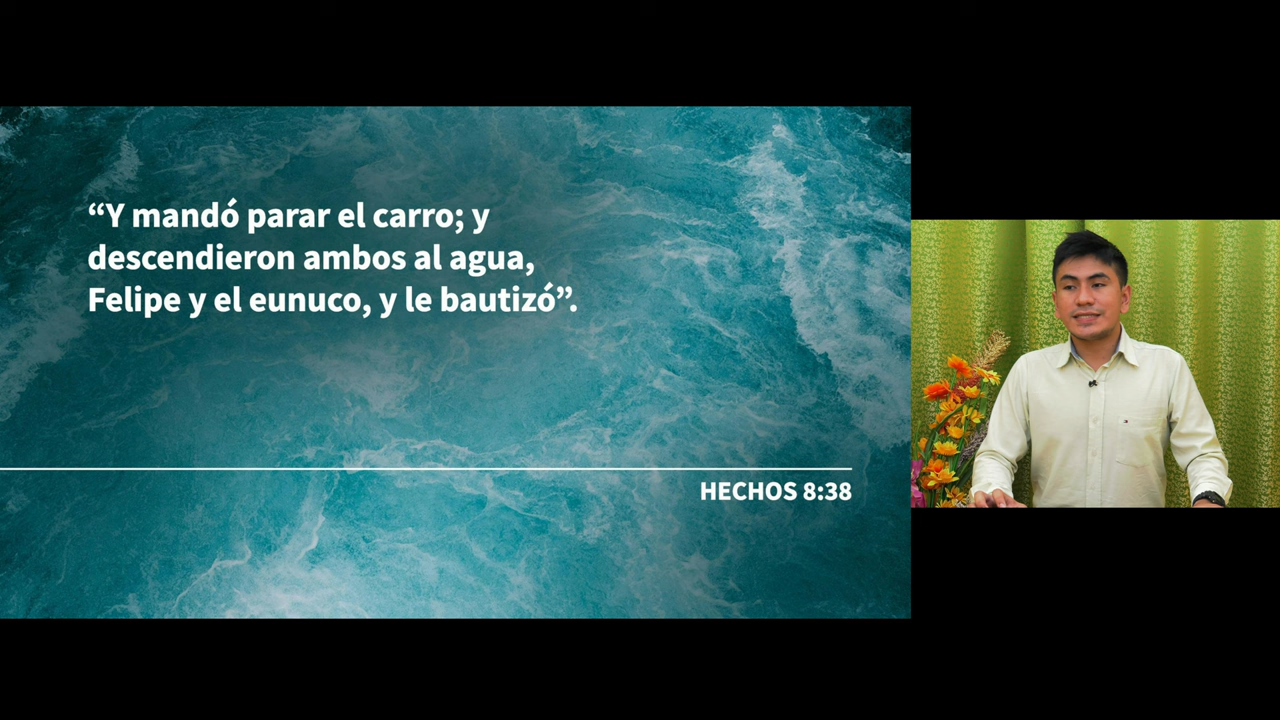 “Y mandó parar el carro; y
descendieron ambos al agua,
Felipe y el eunuco, y le bautizó”.
HECHOS 8:38